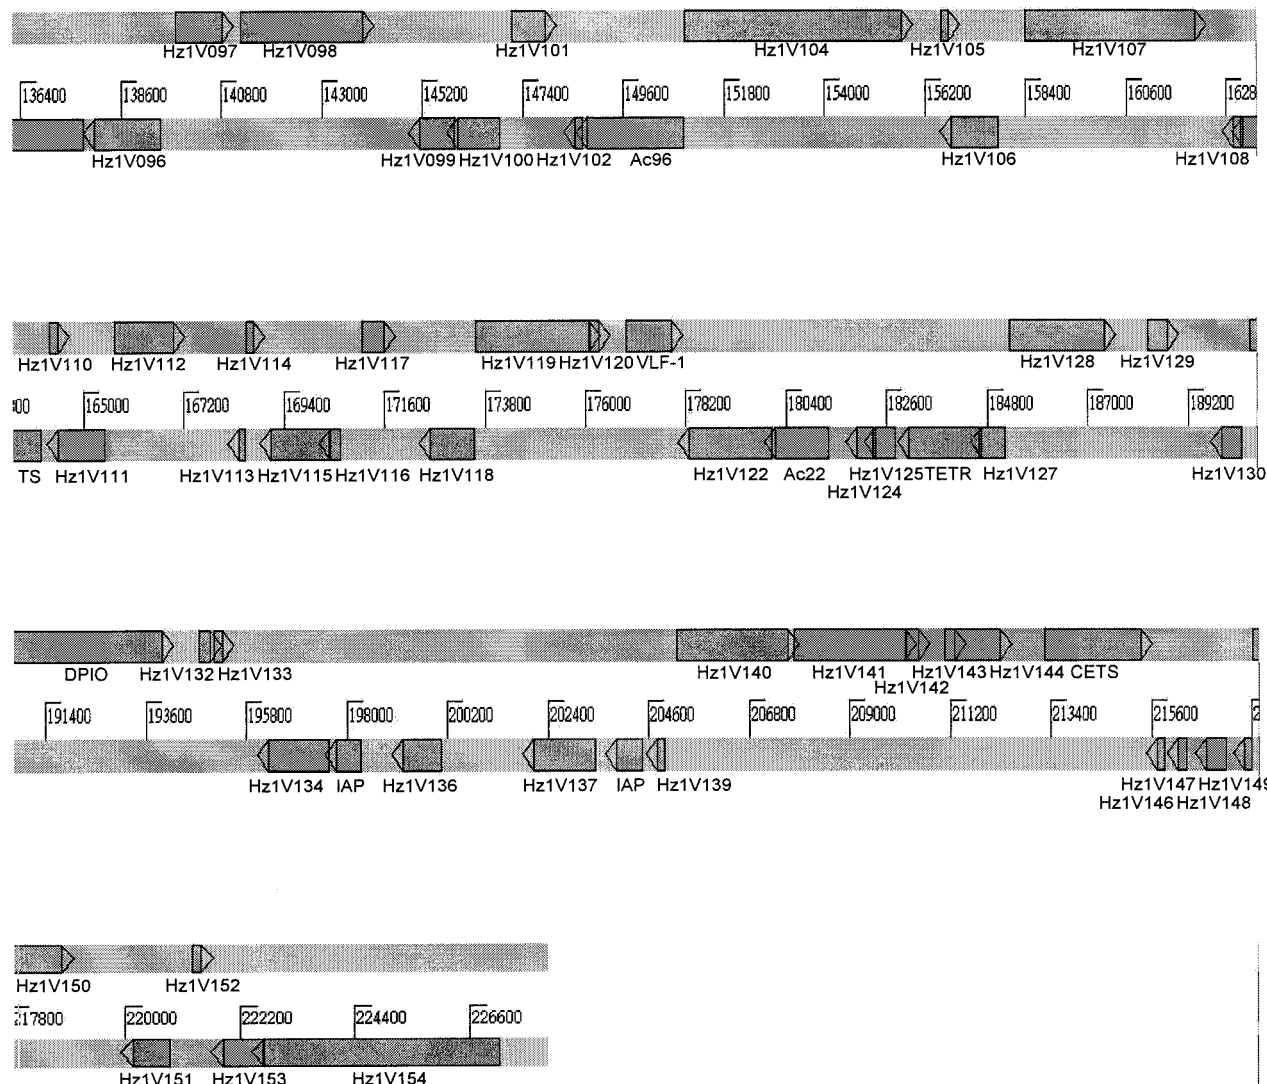 Hz1V097 Hz1V098 Hz1V101 Hz1V104 Hz1V105 Hz1V107
136400 138600 140800 143000 145200 147400 149600 151800 154000 156200 158400 160600 1628
Hz1V096 Hz1V099 Hz1V100 Hz1V102 Ac96 Hz1V106 Hz1V108
Hz1V110 Hz1V112 Hz1V114 Hz1V117 Hz1V119 Hz1V120 VLF-1 Hz1V128 Hz1V129
300 165000 167200 169400 171600 173800 176000 178200 180400 182600 184800 187000 189200
TS Hz1V111 Hz1V113 Hz1V115 Hz1V116 Hz1V118 Hz1V122 Ac22 Hz1V125 TETR Hz1V127 Hz1V130
Hz1V124
DPIO Hz1V132 Hz1V133 Hz1V140 Hz1V141 Hz1V143 Hz1V144 CETS
Hz1V142
191400 193600 195800 198000 200200 202400 204600 206800 209000 211200 213400 215600 2
Hz1V134 IAP Hz1V136 Hz1V137 IAP Hz1V139 Hz1V147 Hz1V149
Hz1V146 Hz1V148
Hz1V150 Hz1V152
217800 220000 222200 224400 226600
Hz1V151 Hz1V153 Hz1V154